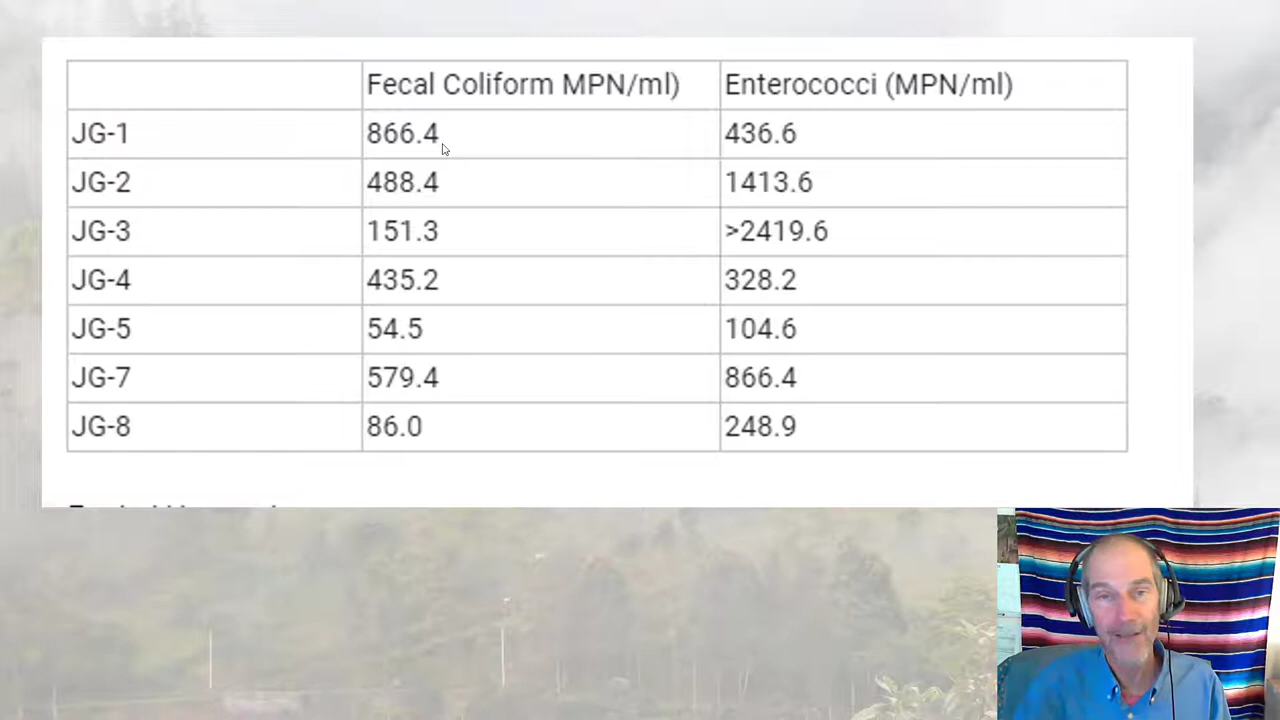 Fecal Coliform MPN/ml) Enterococci (MPN/ml)
JG-1 866.4 436.6
JG-2 488.4 1413.6
JG-3 151.3 >2419.6
JG-4 435.2 328.2
JG-5 54.5 104.6
JG-7 579.4 866.4
JG-8 86.0 248.9